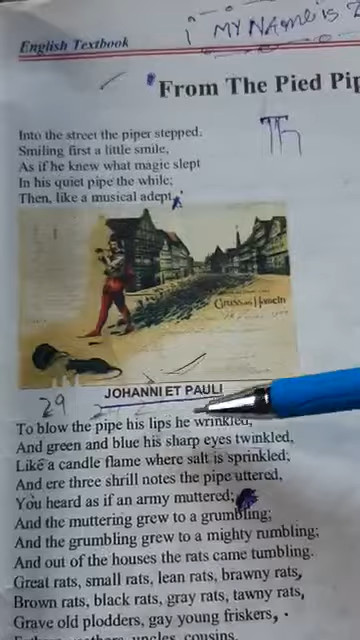 MY NAME is
English Textbook
From The Pied Pip
Into the street the piper stepped.
Smiling first a little smile,
As if he knew what magic slept
In his quiet pipe the while;
Then, like a musical adept,
Gruss aus Hameln
JOHANNI ET PAULI
29
To blow the pipe his lips he wrinkled,
And green and blue his sharp eyes twinkled,
Like a candle flame where salt is sprinkled;
And ere three shrill notes the pipe uttered,
You heard as if an army muttered;
And the muttering grew to a grumbling;
And the grumbling grew to a mighty rumbling;
And out of the houses the rats came tumbling.
Great rats, small rats, lean rats, brawny rats,
Brown rats, black rats, gray rats, tawny rats,
Grave old plodders, gay young friskers,
uncles, cousins,